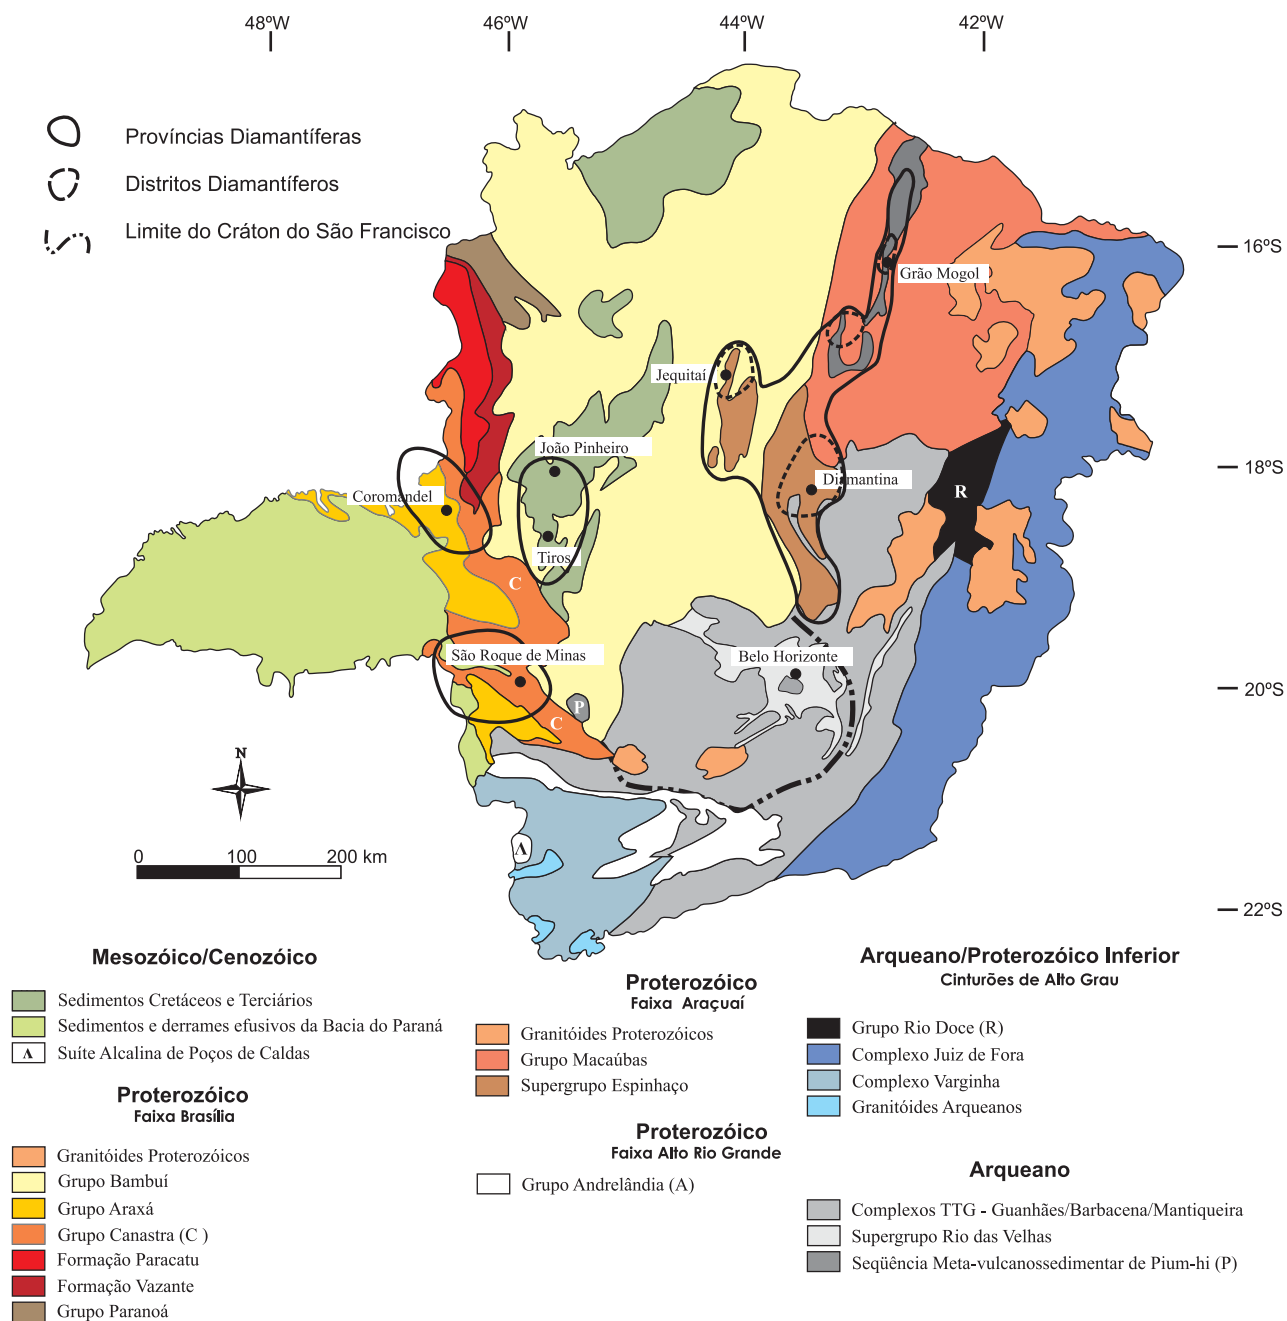 48ºW
46ºW
44ºW
42ºW
Províncias Diamantíferas
Distritos Diamantíferos
Limite do Cráton do São Francisco
16ºS
Grão Mogol
Jequitaí
João Pinheiro
18ºS
Coromandel
Diamantina
R
Tiros
C
São Roque de Minas
Belo Horizonte
20ºS
P
C
N
Λ
0 100 200 km
22ºS
Mesozóico/Cenozóico
Sedimentos Cretáceos e Terciários
Sedimentos e derrames efusivos da Bacia do Paraná
Λ Suíte Alcalina de Poços de Caldas
Proterozóico
Faixa Brasília
Granitóides Proterozóicos
Grupo Bambuí
Grupo Araxá
Grupo Canastra (C )
Formação Paracatu
Formação Vazante
Grupo Paranoá
Proterozóico
Faixa Araçuaí
Granitóides Proterozóicos
Grupo Macaúbas
Supergrupo Espinhaço
Proterozóico
Faixa Alto Rio Grande
Grupo Andrelândia (A)
Arqueano/Proterozóico Inferior
Cinturões de Alto Grau
Grupo Rio Doce (R)
Complexo Juiz de Fora
Complexo Varginha
Granitóides Arqueanos
Arqueano
Complexos TTG - Guanhães/Barbacena/Mantiqueira
Supergrupo Rio das Velhas
Seqüência Meta-vulcanossedimentar de Pium-hi (P)